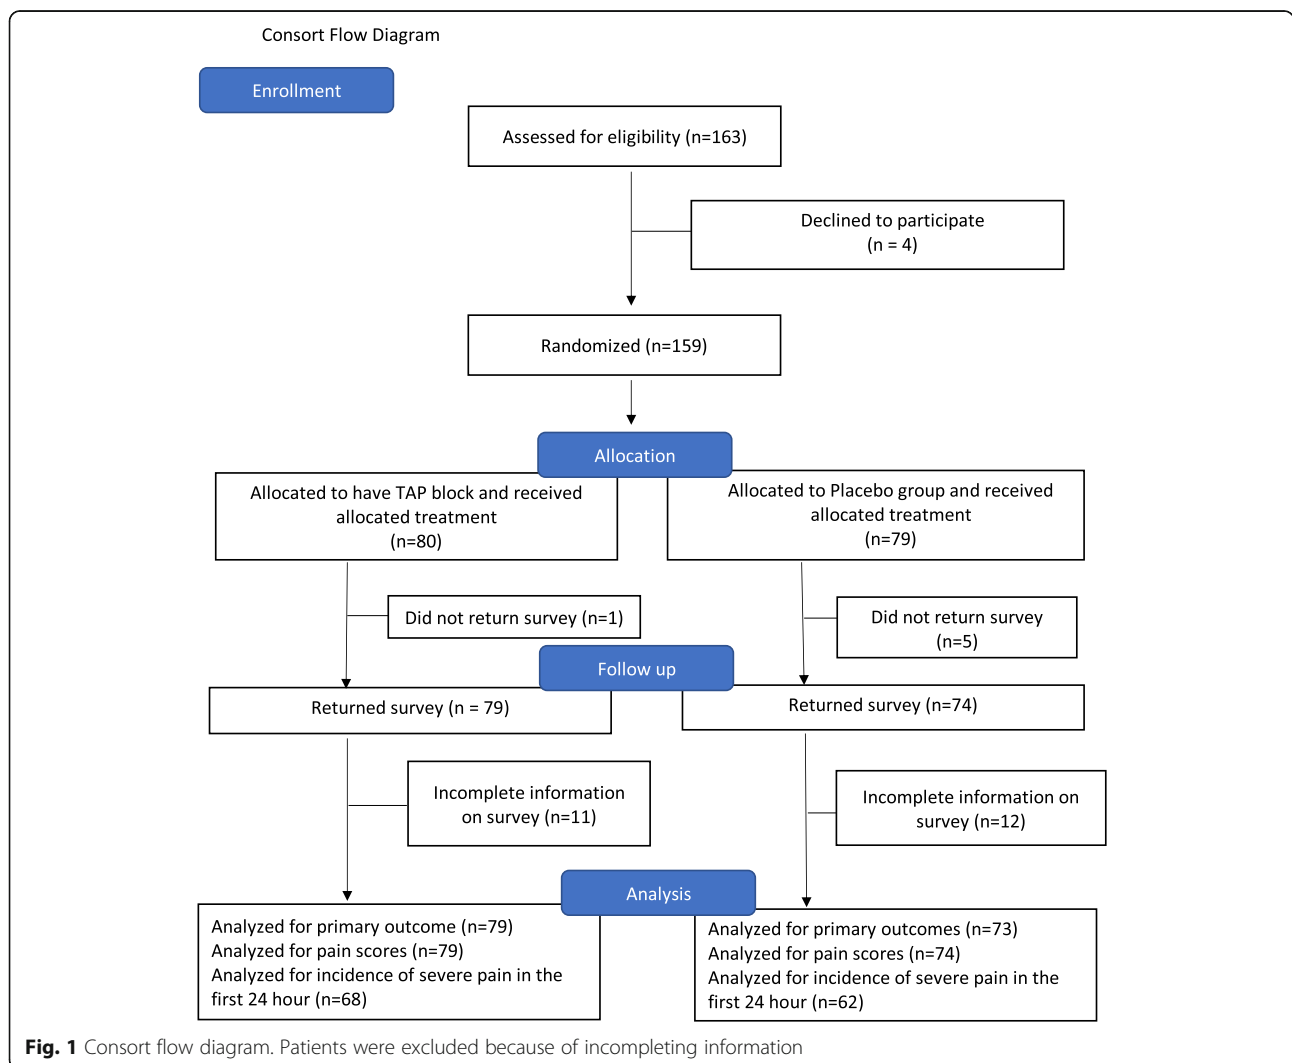 Consort Flow Diagram
Enrollment
Assessed for eligibility (n=163)
Declined to participate
(n = 4)
Randomized (n=159)
Allocation
Allocated to have TAP block and received
allocated treatment
(n=80)
Allocated to Placebo group and received
allocated treatment
(n=79)
Did not return survey (n=1)
Did not return survey
(n=5)
Follow up
Returned survey (n = 79)
Returned survey (n=74)
Incomplete information
on survey (n=11)
Incomplete information on
survey (n=12)
Analysis
Analyzed for primary outcome (n=79)
Analyzed for pain scores (n=79)
Analyzed for incidence of severe pain in the
first 24 hour (n=68)
Analyzed for primary outcomes (n=73)
Analyzed for pain scores (n=74)
Analyzed for incidence of severe pain in the
first 24 hour (n=62)
Fig. 1 Consort flow diagram. Patients were excluded because of incompleting information